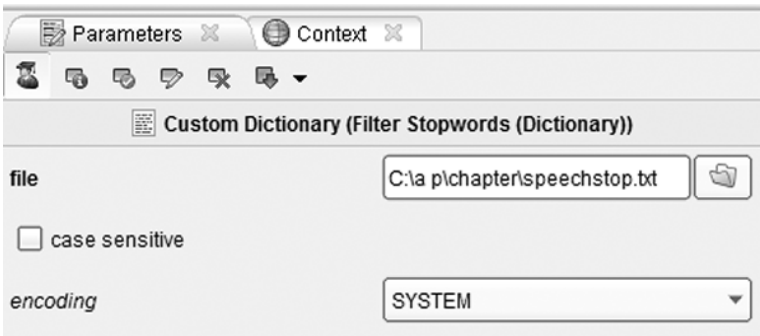 Parameters Context
Custom Dictionary (Filter Stopwords (Dictionary))
file C:\a p\chapter\speechstop.txt
case sensitive
encoding SYSTEM